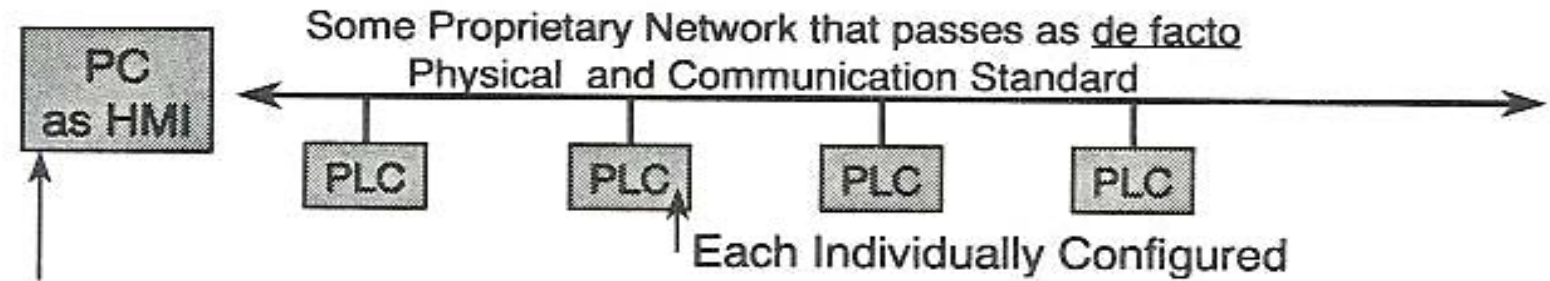 Some Proprietary Network that passes as de facto
Physical and Communication Standard
PC
as HMI
PLC
PLC
PLC
PLC
Each Individually Configured